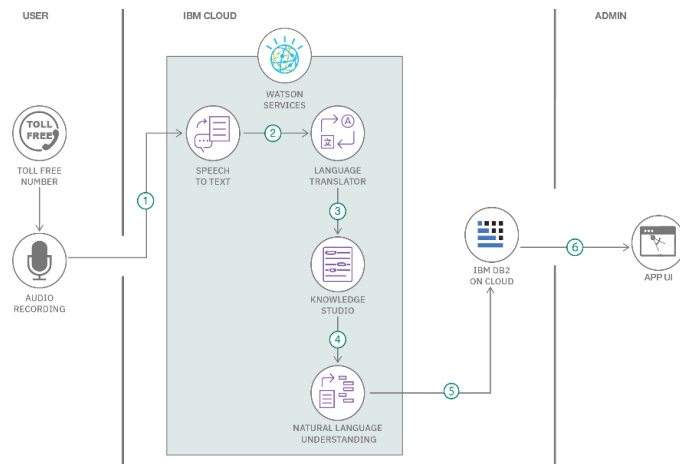 USER
IBM CLOUD
ADMIN
WATSON
SERVICES
TOLL
FREE
TOLL FREE
NUMBER
AUDIO
RECORDING
1
SPEECH
TO TEXT
2
A
文
LANGUAGE
TRANSLATOR
3
KNOWLEDGE
STUDIO
4
NATURAL LANGUAGE
UNDERSTANDING
5
IBM DB2
ON CLOUD
6
APP UI